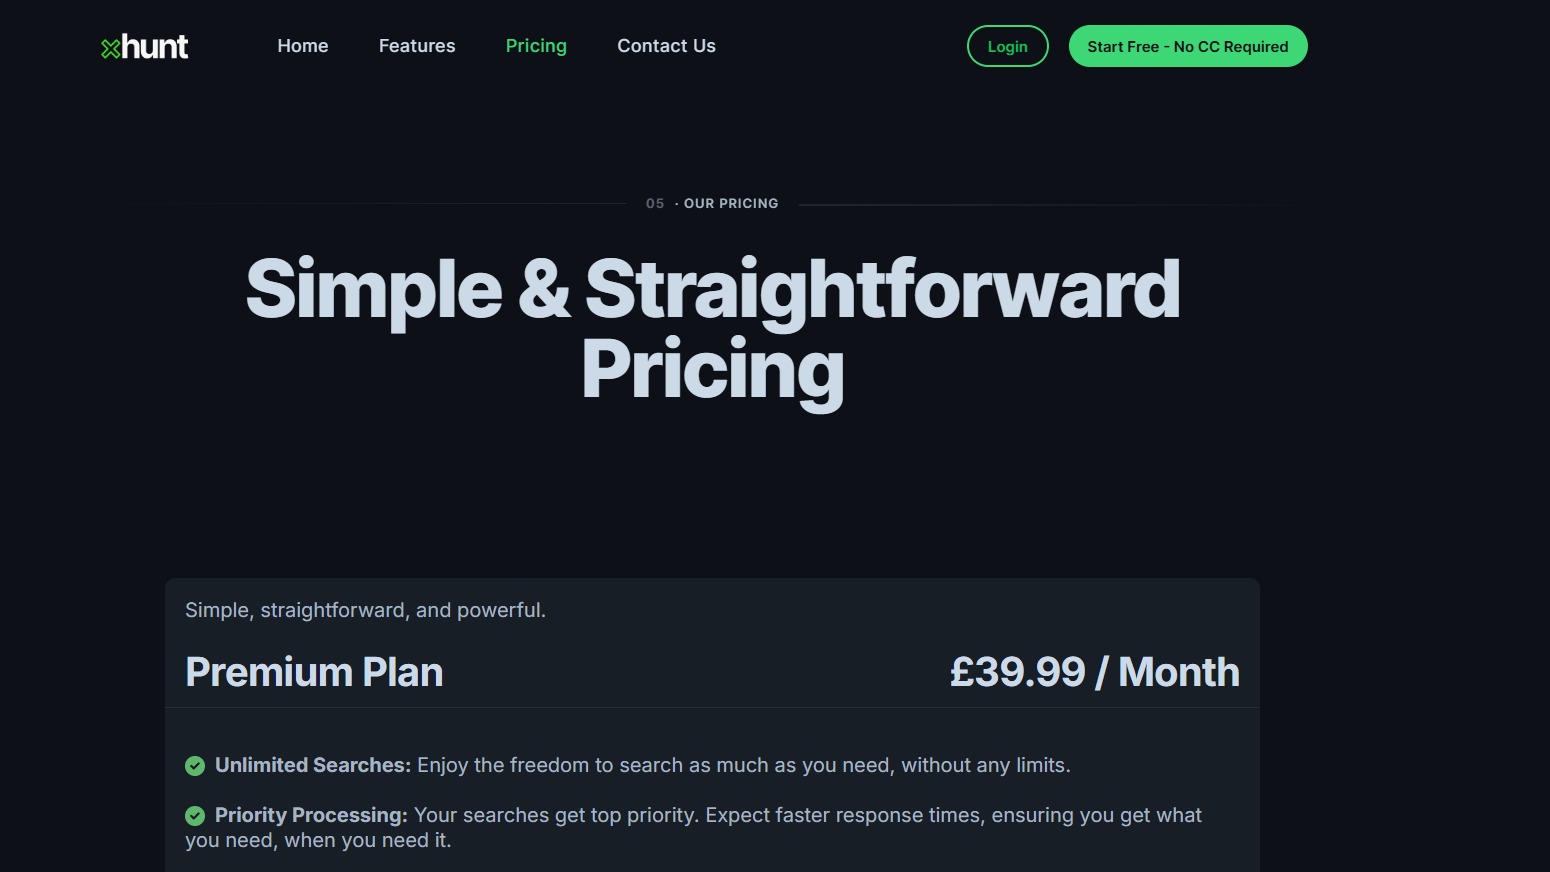 xhunt
Home
Features
Pricing
Contact Us
Login
Start Free - No CC Required
05 · OUR PRICING
Simple & Straightforward
Pricing
Simple, straightforward, and powerful.
Premium Plan
£39.99 / Month
Unlimited Searches: Enjoy the freedom to search as much as you need, without any limits.
Priority Processing: Your searches get top priority. Expect faster response times, ensuring you get what
you need, when you need it.